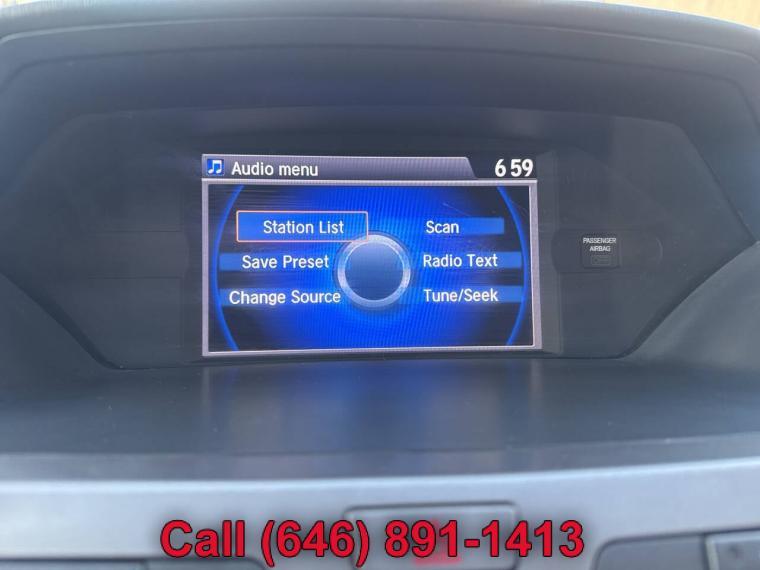 Audio menu 6 59
Station List Scan
Save Preset Radio Text
Change Source Tune/Seek
PASSENGER
AIRBAG
Call (646) 891-1413